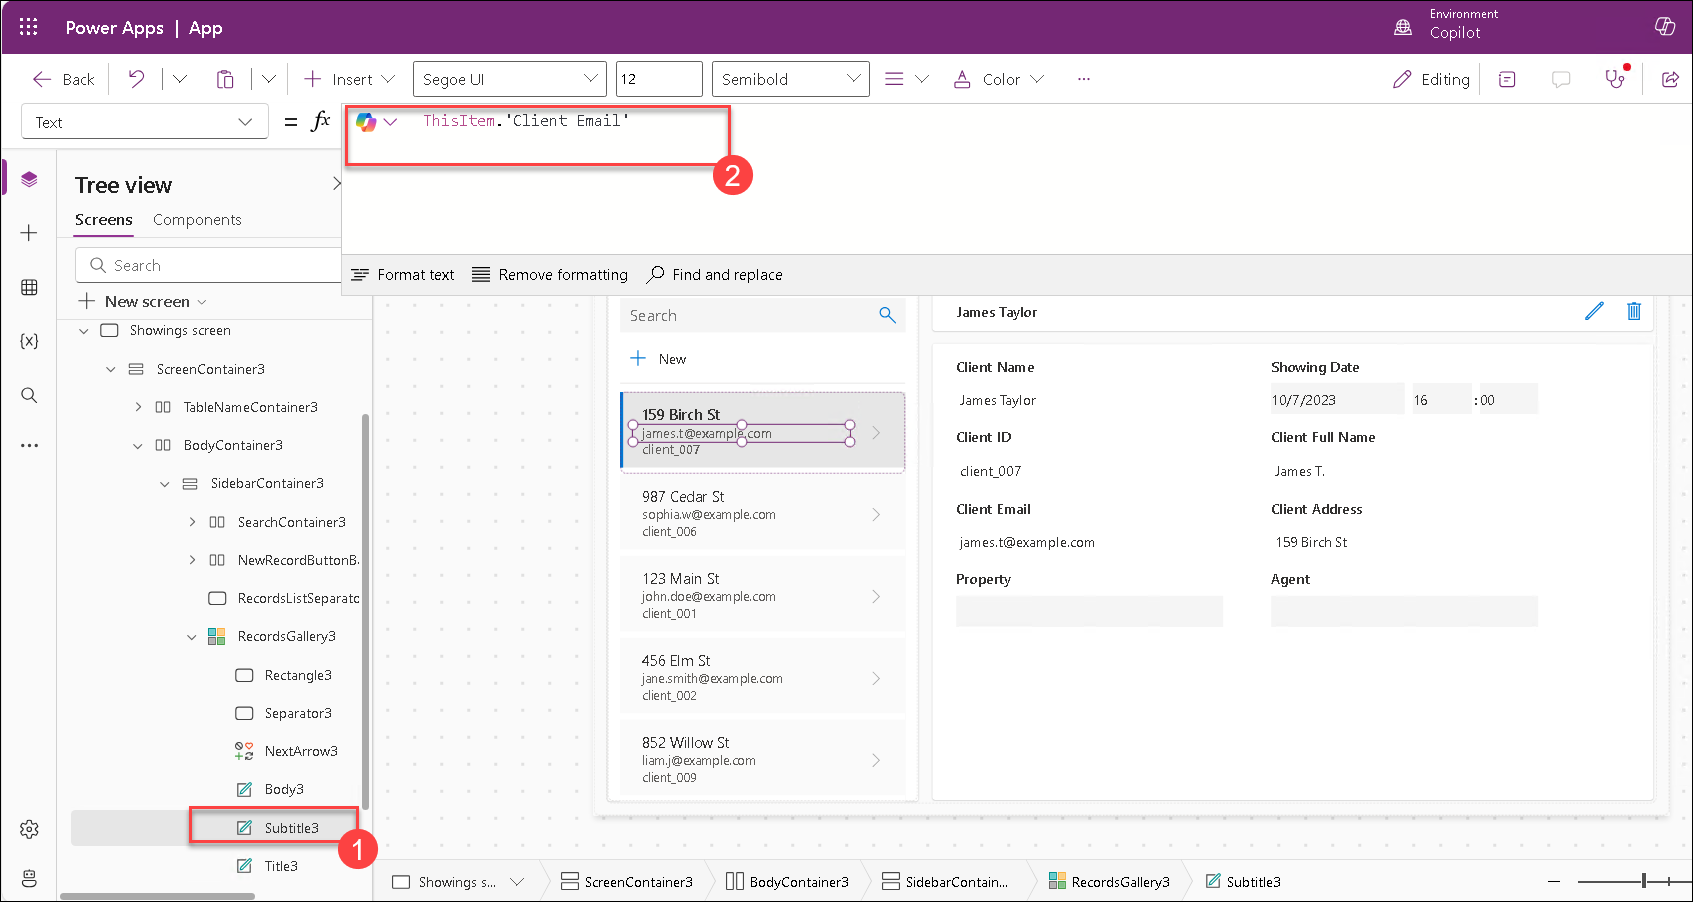 Power Apps | App
Environment
Copilot
Back
Insert
Segoe UI
12
Semibold
Color
Editing
Text
= fx
ThisItem.'Client Email'
2
Tree view
Screens
Components
Search
New screen
Format text
Remove formatting
Find and replace
Showings screen
ScreenContainer3
TableNameContainer3
BodyContainer3
SidebarContainer3
SearchContainer3
NewRecordButtonBa
RecordsListSeparato
RecordsGallery3
Rectangle3
Separator3
NextArrow3
Body3
Subtitle3
1
Title3
Search
New
159 Birch St
james.t@example.com
client_007
987 Cedar St
sophia.w@example.com
client_006
123 Main St
john.doe@example.com
client_001
456 Elm St
jane.smith@example.com
client_002
852 Willow St
liam.j@example.com
client_009
James Taylor
Client Name
James Taylor
Showing Date
10/7/2023 16 :00
Client ID
client_007
Client Full Name
James T.
Client Email
james.t@example.com
Client Address
159 Birch St
Property
Agent
Showings s...
ScreenContainer3
BodyContainer3
SidebarContain...
RecordsGallery3
Subtitle3